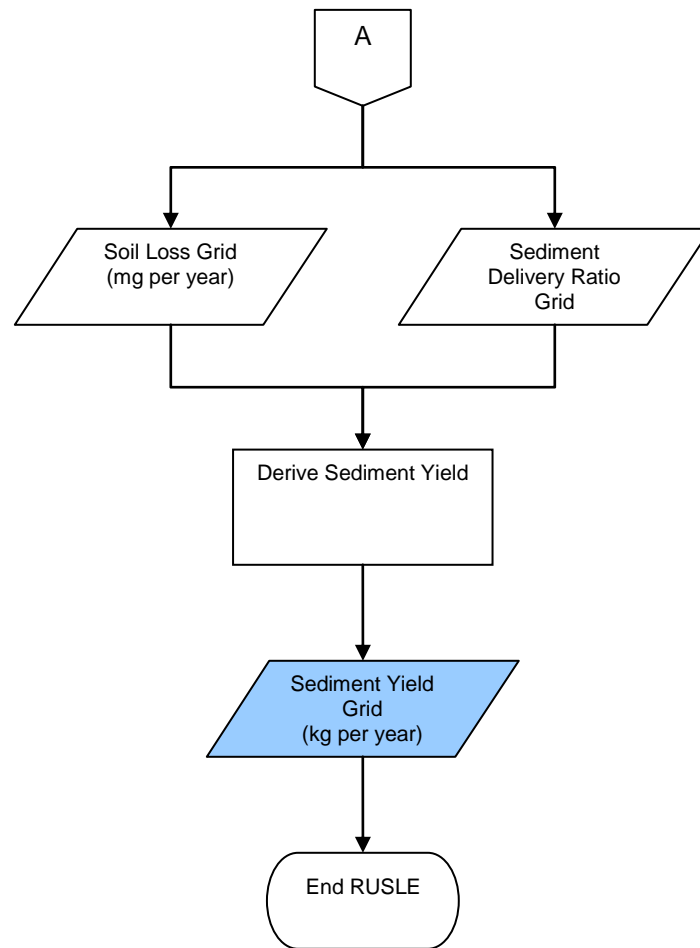 A
Soil Loss Grid
(mg per year)
Sediment
Delivery Ratio
Grid
Derive Sediment Yield
Sediment Yield
Grid
(kg per year)
End RUSLE